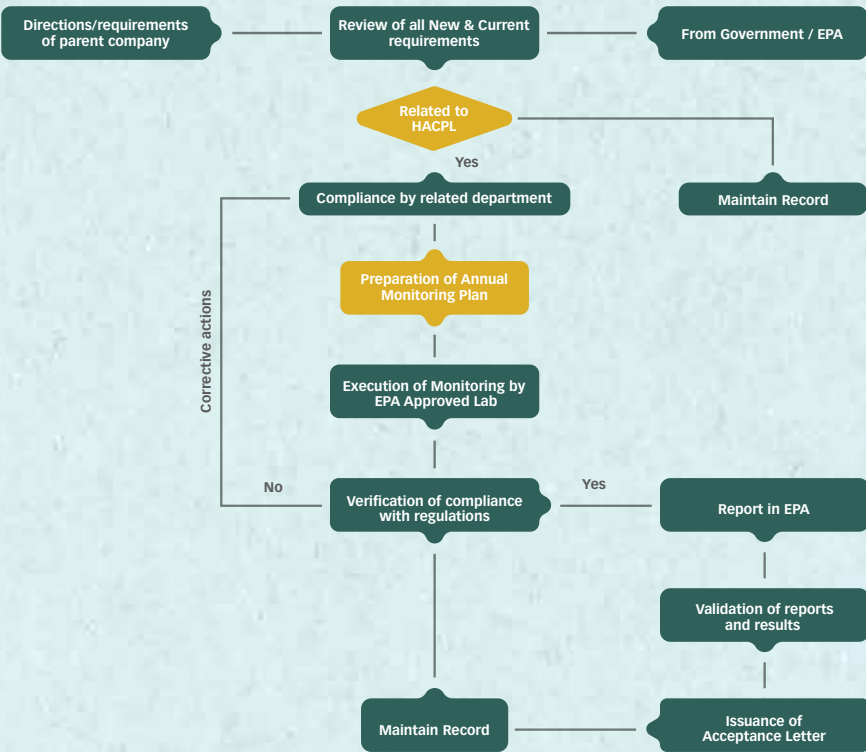 Directions/requirements
of parent company
Review of all New & Current
requirements
From Government / EPA
Related to
HACPL
Yes
Compliance by related department
Maintain Record
Preparation of Annual
Monitoring Plan
Corrective actions
Execution of Monitoring by
EPA Approved Lab
No
Verification of compliance
with regulations
Yes
Report in EPA
Validation of reports
and results
Maintain Record
Issuance of
Acceptance Letter